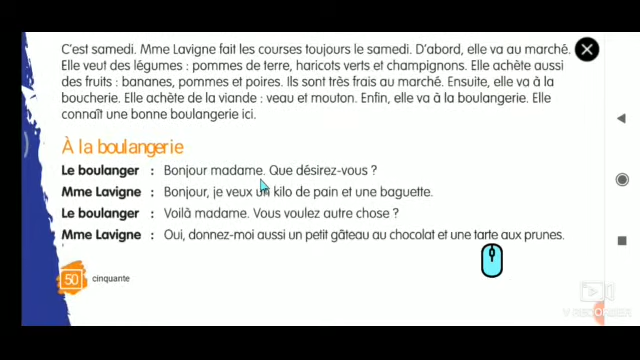 C'est samedi. Mme Lavigne fait les courses toujours le samedi. D'abord, elle va au marché.
Elle veut des légumes : pommes de terre, haricots verts et champignons. Elle achète aussi
des fruits : bananes, pommes et poires. Ils sont très frais au marché. Ensuite, elle va à la
boucherie. Elle achète de la viande : veau et mouton. Enfin, elle va à la boulangerie. Elle
connaît une bonne boulangerie ici.
À la boulangerie
Le boulanger : Bonjour madame. Que désirez-vous ?
Mme Lavigne : Bonjour, je veux un kilo de pain et une baguette.
Le boulanger : Voilà madame. Vous voulez autre chose ?
Mme Lavigne : Oui, donnez-moi aussi un petit gâteau au chocolat et une tarte aux prunes.
50 cinquante
V RECORDER